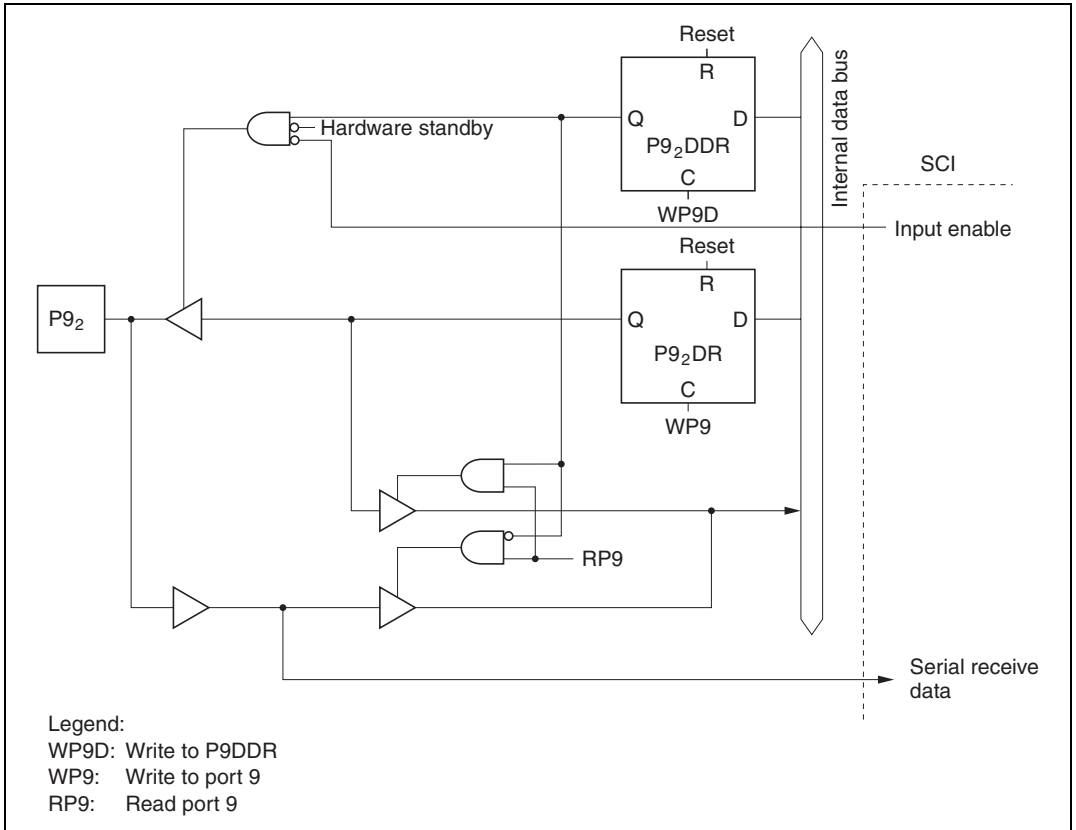 Reset
R
Q
D
P9₂DDR
C
WP9D
Hardware standby
Internal data bus
SCI
Input enable
Reset
R
Q
D
P9₂DR
C
WP9
P9₂
RP9
Serial receive
data
Legend:
WP9D: Write to P9DDR
WP9: Write to port 9
RP9: Read port 9